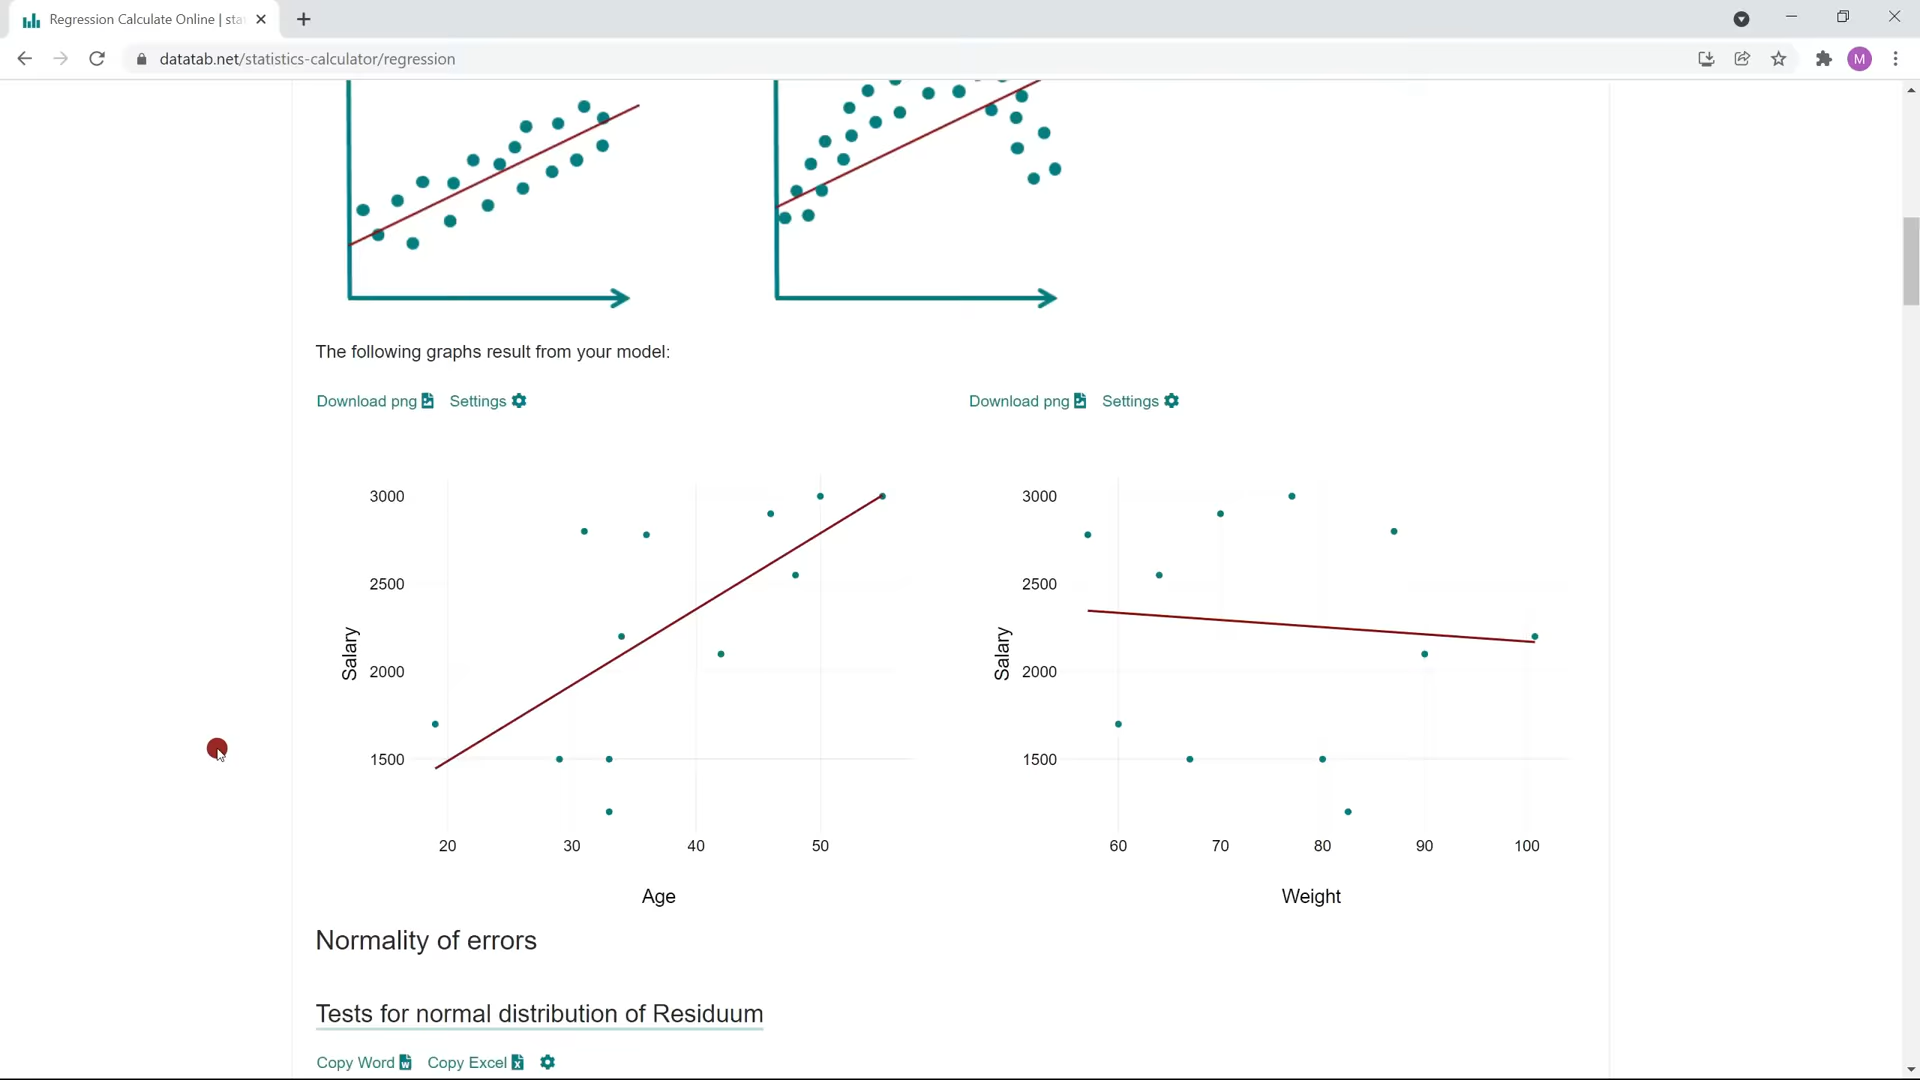 Regression Calculate Online | sta
datatab.net/statistics-calculator/regression
M
The following graphs result from your model:
Download png Settings
Download png Settings
3000
2500
2000
1500
Salary
20 30 40 50
Age
3000
2500
2000
1500
Salary
60 70 80 90 100
Weight
Normality of errors
Tests for normal distribution of Residuum
Copy Word Copy Excel